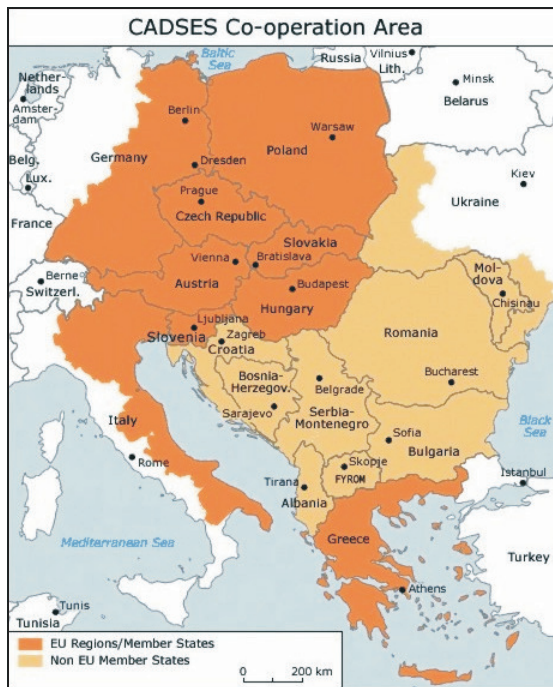 CADSES Co-operation Area
Baltic
Sea
Russia
Vilnius
Lith.
Nether-
lands
Amster-
dam
Minsk
Belarus
Berlin
Warsaw
Belg.
Germany
Poland
Dresden
Lux.
Prague
Kiev
Ukraine
Czech Republic
France
Slovakia
Vienna
Bratislava
Berne
Switzerl.
Austria
Budapest
Hungary
Mol-
dova
Chisinau
Ljubljana
Slovenia
Zagreb
Croatia
Romania
Bosnia-
Herzegov.
Belgrade
Bucharest
Sarajevo
Serbia-
Montenegro
Italy
Black
Sea
Sofia
Bulgaria
Rome
Skopje
FYROM
Tirana
Albania
Istanbul
Mediterranean Sea
Greece
Turkey
Athens
Tunis
Tunisia
EU Regions/Member States
Non EU Member States
0 200 km